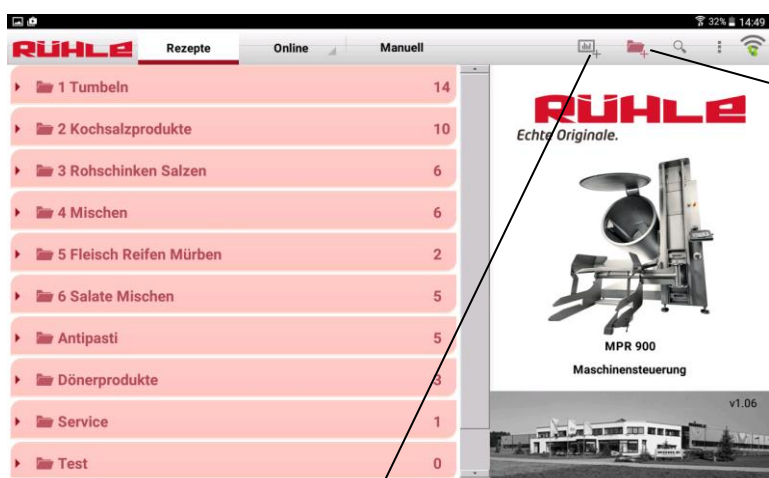 32% 14:49
RÜHLE Rezepte Online Manuell
1 Tumbeln 14
2 Kochsalzprodukte 10
3 Rohschinken Salzen 6
4 Mischen 6
5 Fleisch Reifen Mürben 2
6 Salate Mischen 5
Antipasti 5
Dönerprodukte 3
Service 1
Test 0
RÜHLE
Echte Originale.
MPR 900
Maschinensteuerung
v1.06